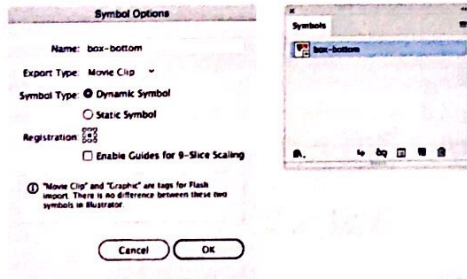 Symbol Options
Name: box-bottom
Export Type: Movie Clip
Symbol Type: Dynamic Symbol
Static Symbol
Registration:
Enable Guides for 9-Slice Scaling
"Movie Clip" and "Graphic" are tags for Flash
import. There is no difference between these two
symbols in Illustrator.
Cancel
OK
Symbols
box-bottom